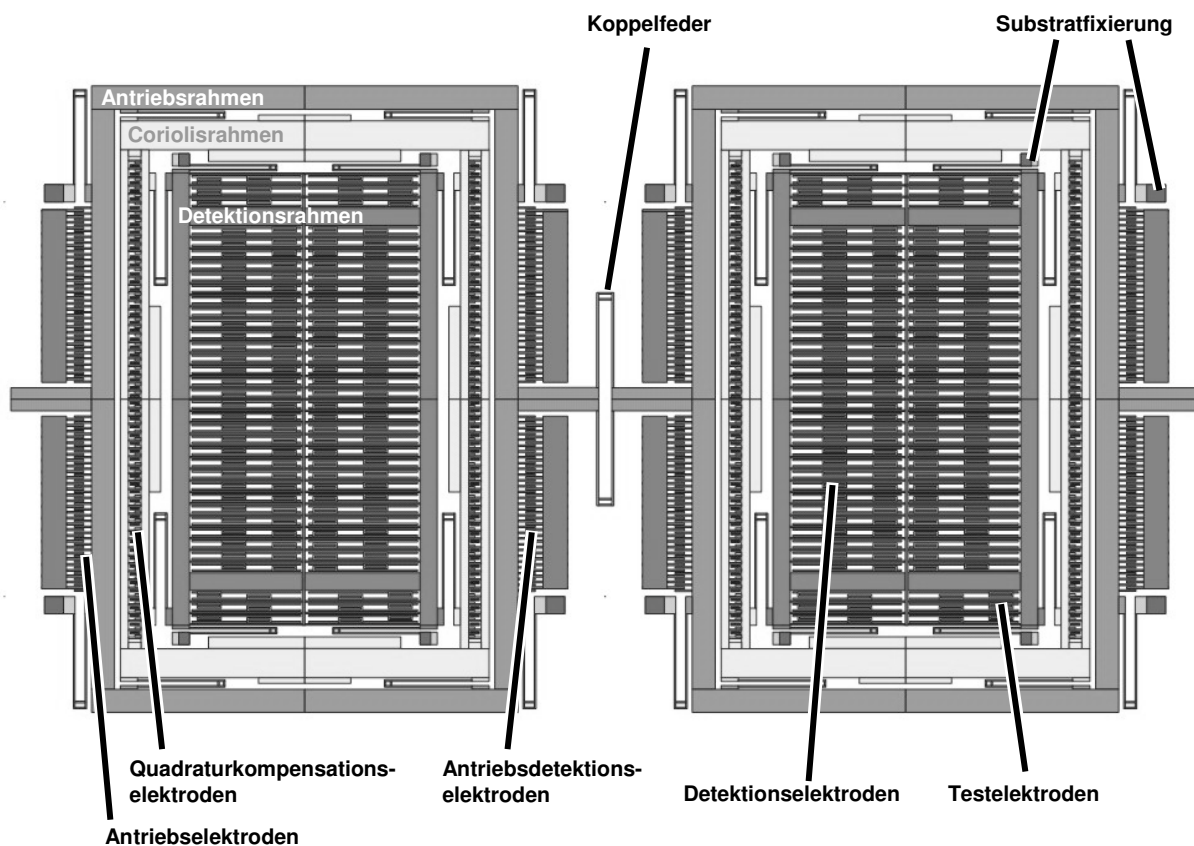 Koppelfeder
Substratfixierung
Antriebsrahmen
Coriolisrahmen
Detektionsrahmen
Quadraturkompensations-
elektroden
Antriebsdetektions-
elektroden
Detektionselektroden
Testelektroden
Antriebselektroden